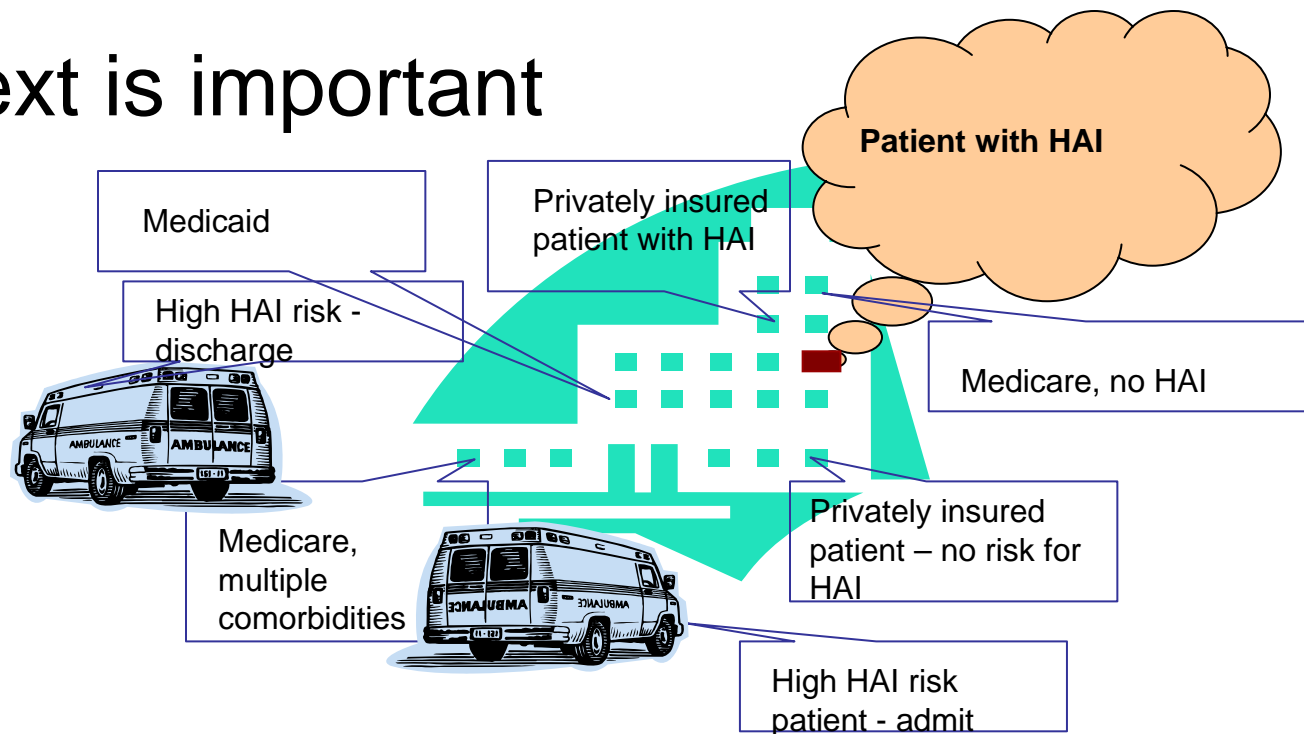 ext is important
Patient with HAI
Medicaid
Privately insured
patient with HAI
High HAI risk -
discharge
Medicare, no HAI
AMBULANCE
AMBULANCE
Privately insured
patient – no risk for
HAI
Medicare,
multiple
comorbidities
AMBULANCE
AMBULANCE
High HAI risk
patient - admit